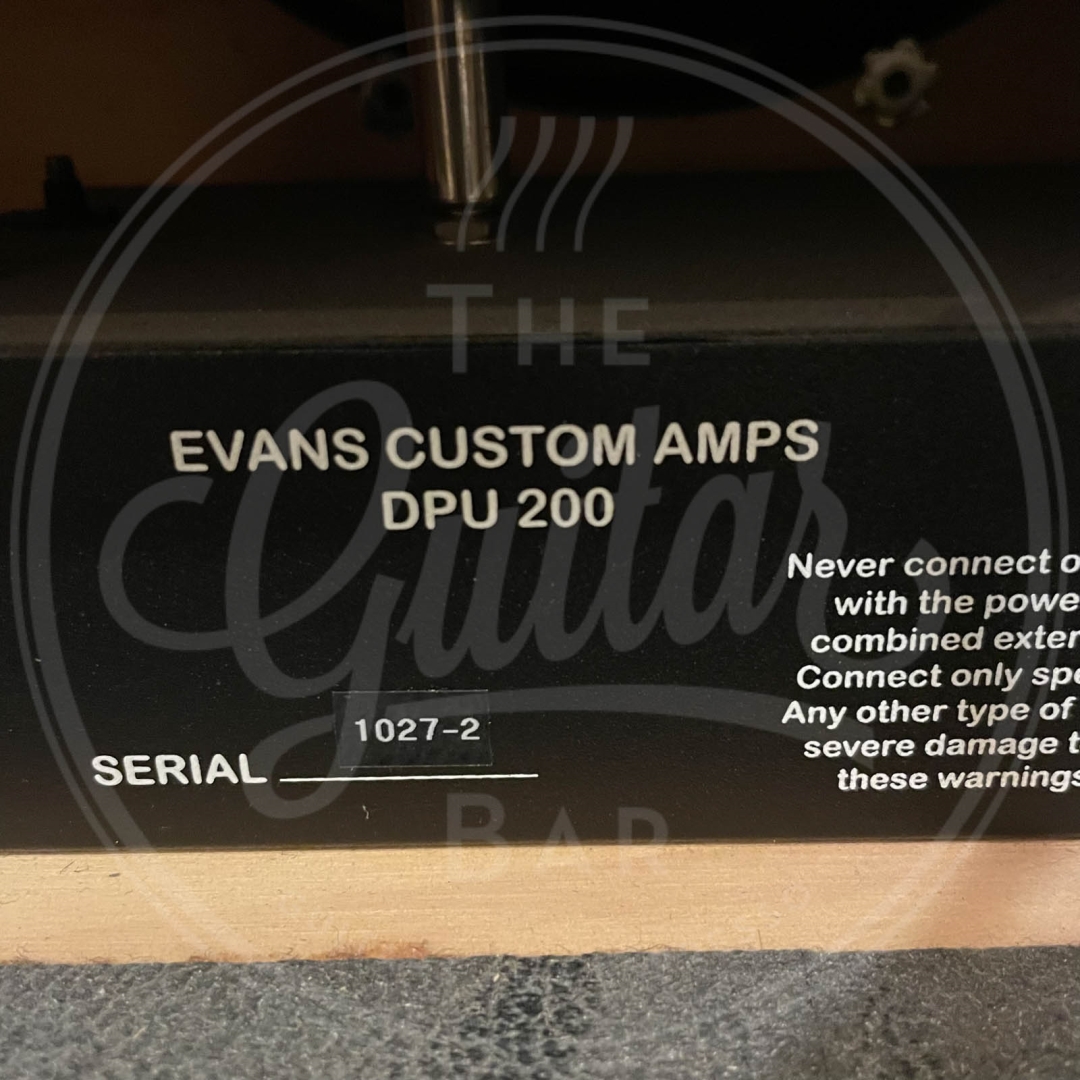 THE
Guitar
BAR
EVANS CUSTOM AMPS
DPU 200
Never connect o
with the powe
combined exter
Connect only spe
Any other type of
severe damage t
these warnings
1027-2
SERIAL